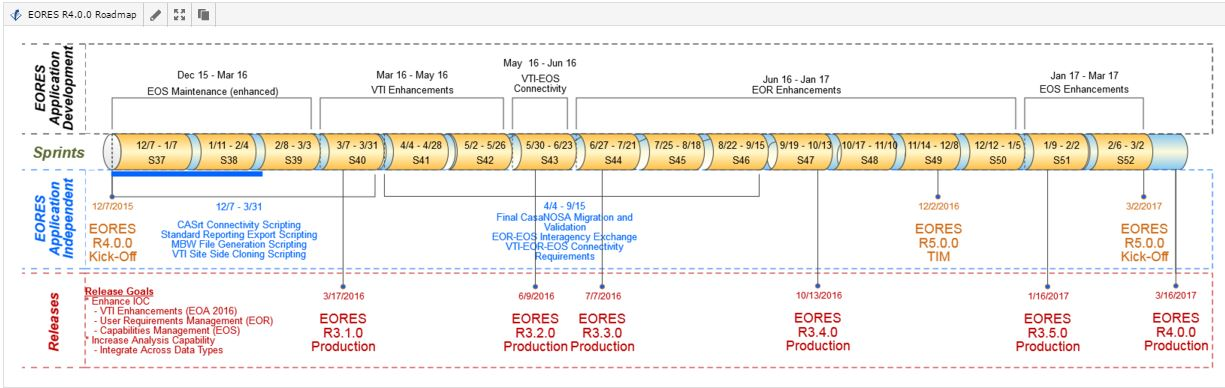 EORES R4.0.0 Roadmap
EORES
Application
Development
Dec 15 - Mar 16
EOS Maintenance (enhanced)
Mar 16 - May 16
VTI Enhancements
May 16 - Jun 16
VTI-EOS
Connectivity
Jun 16 - Jan 17
EOR Enhancements
Jan 17 - Mar 17
EOS Enhancements
Sprints
12/7 - 1/7
S37
1/11 - 2/4
S38
2/8 - 3/3
S39
3/7 - 3/31
S40
4/4 - 4/28
S41
5/2 - 5/26
S42
5/30 - 6/23
S43
6/27 - 7/21
S44
7/25 - 8/18
S45
8/22 - 9/15
S46
9/19 - 10/13
S47
10/17 - 11/10
S48
11/14 - 12/8
S49
12/12 - 1/5
S50
1/9 - 2/2
S51
2/6 - 3/2
S52
EORES
Application
Independent
12/7/2015
EORES
R4.0.0
Kick-Off
12/7 - 3/31
CASrt Connectivity Scripting
Standard Reporting Export Scripting
MBW File Generation Scripting
VTI Site Side Cloning Scripting
4/4 - 9/15
Final CasaNOSA Migration and
Validation
EOR-EOS Interagency Exchange
VTI-EOR-EOS Connectivity
Requirements
12/2/2016
EORES
R5.0.0
TIM
3/2/2017
EORES
R5.0.0
Kick-Off
Releases
Release Goals
* Enhance IOC
- VTI Enhancements (EOA 2016)
- User Requirements Management (EOR)
- Capabilities Management (EOS)
* Increase Analysis Capability
- Integrate Across Data Types
3/17/2016
EORES
R3.1.0
Production
6/9/2016
EORES
R3.2.0
Production
7/7/2016
EORES
R3.3.0
Production
10/13/2016
EORES
R3.4.0
Production
1/16/2017
EORES
R3.5.0
Production
3/16/2017
EORES
R4.0.0
Production